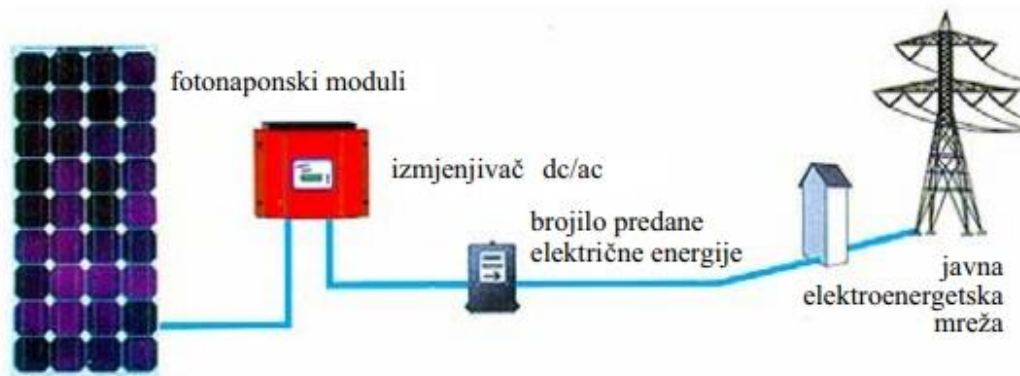 fotonaponski moduli
izmjenjivač dc/ac
brojilo predane
električne energije
javna
elektroenergetska
mreža